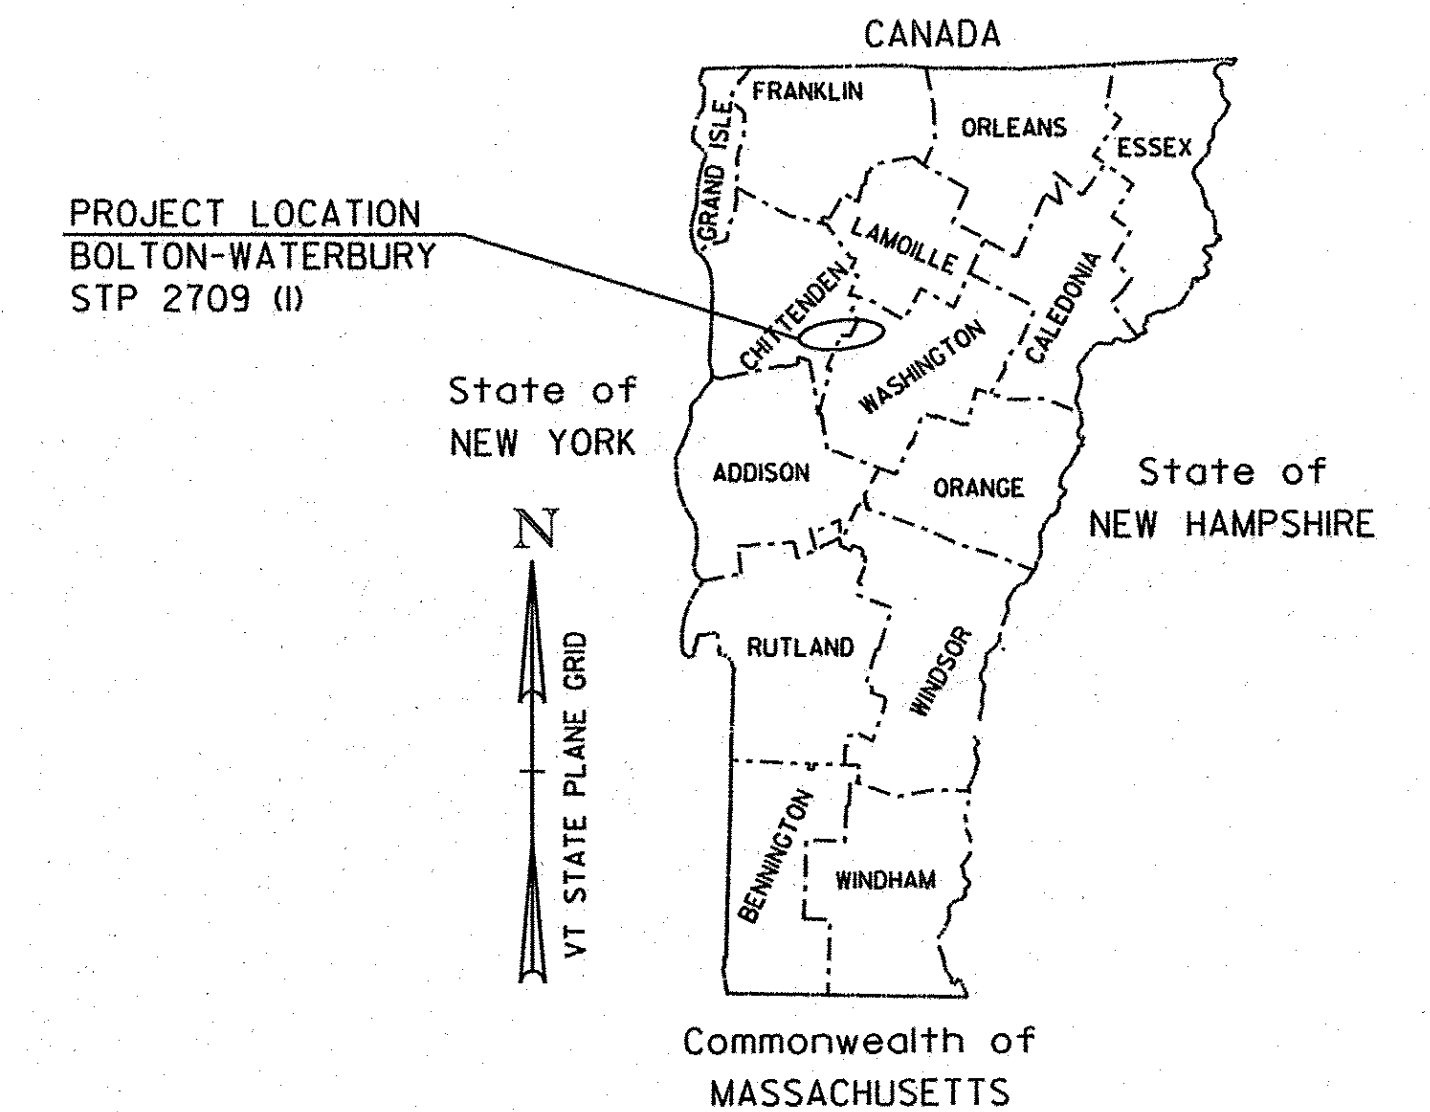 CANADA
FRANKLIN
ORLEANS
ESSEX
GRAND ISLE
PROJECT LOCATION
BOLTON-WATERBURY
STP 2709 (1)
LAMOILLE
CHITTENDEN
CALEDONIA
WASHINGTON
State of
NEW YORK
ADDISON
ORANGE
State of
NEW HAMPSHIRE
N
VT STATE PLANE GRID
RUTLAND
WINDSOR
BENNINGTON
WINDHAM
Commonwealth of
MASSACHUSETTS